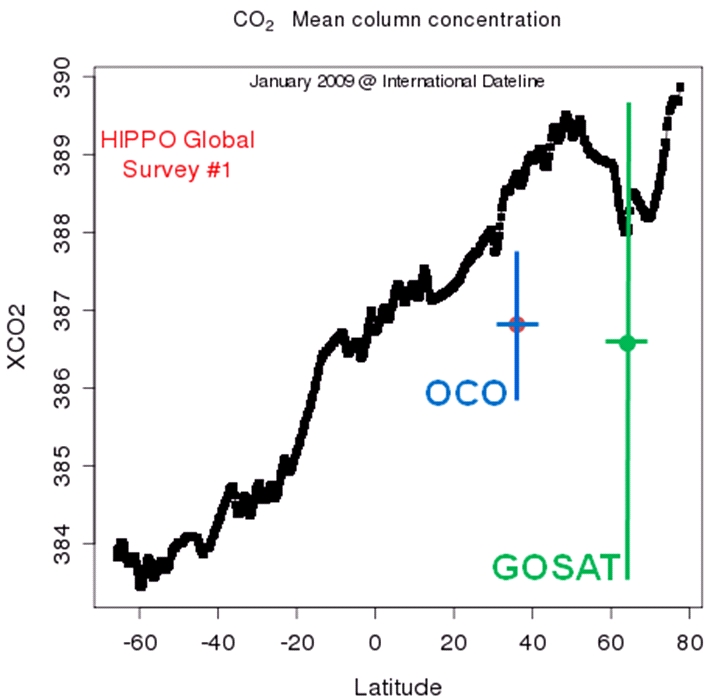 CO₂ Mean column concentration
January 2009 @ International Dateline
HIPPO Global
Survey #1
XCO2
390
389
388
387
386
385
384
OCO
GOSAT
-60 -40 -20 0 20 40 60 80
Latitude